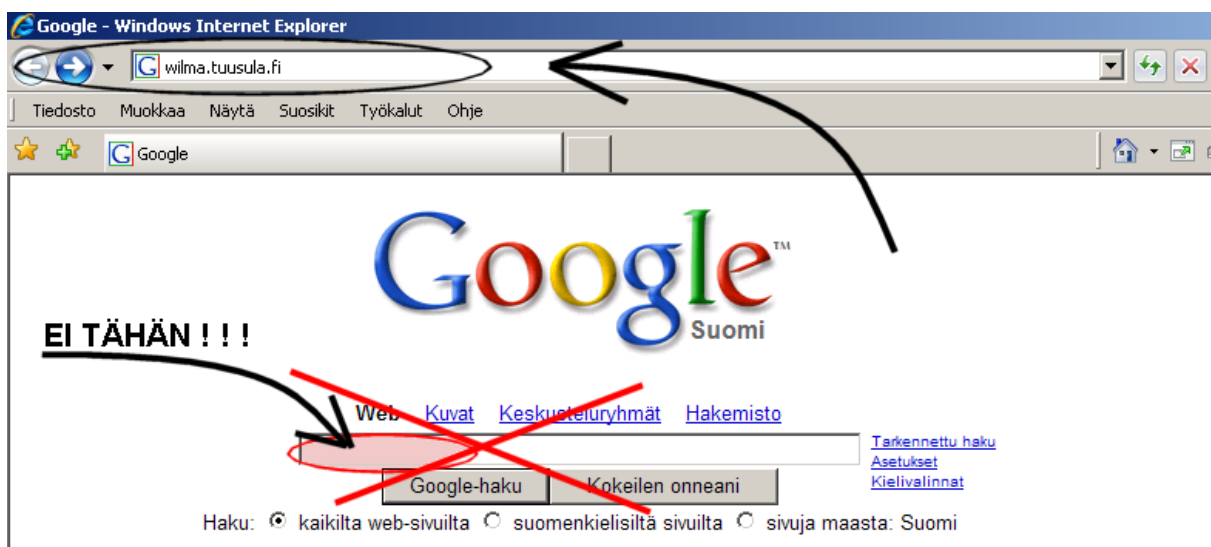 Google - Windows Internet Explorer
wilma.tuusula.fi
Tiedosto Muokkaa Näytä Suosikit Työkalut Ohje
Google
Google™
Suomi
EI TÄHÄN ! ! !
Web Kuvat Keskusteluryhmät Hakemisto
Tarkennettu haku
Asetukset
Kielivalinnat
Google-haku Kokeilen onneani
Haku: kaikilta web-sivuilta suomenkielisiltä sivuilta sivuja maasta: Suomi